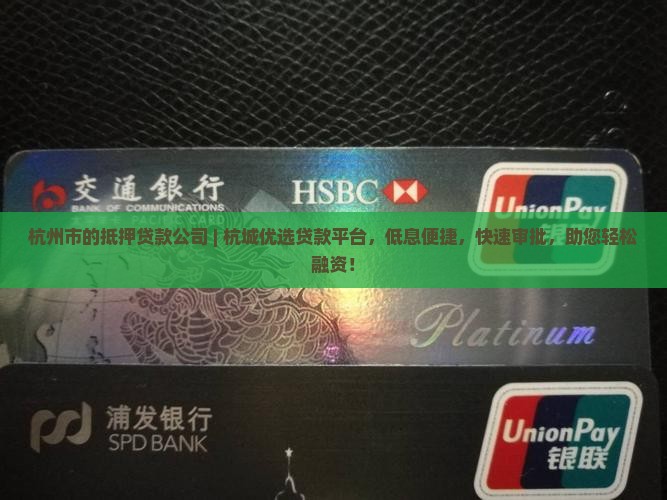 交通銀行 HSBC UnionPay
BANK OF COMMUNICATIONS
CARD
杭州市的抵押贷款公司 | 杭城优选贷款平台，低息便捷，快速审批，助您轻松
融资！
Platinum
浦发银行
SPD BANK
UnionPay
银联